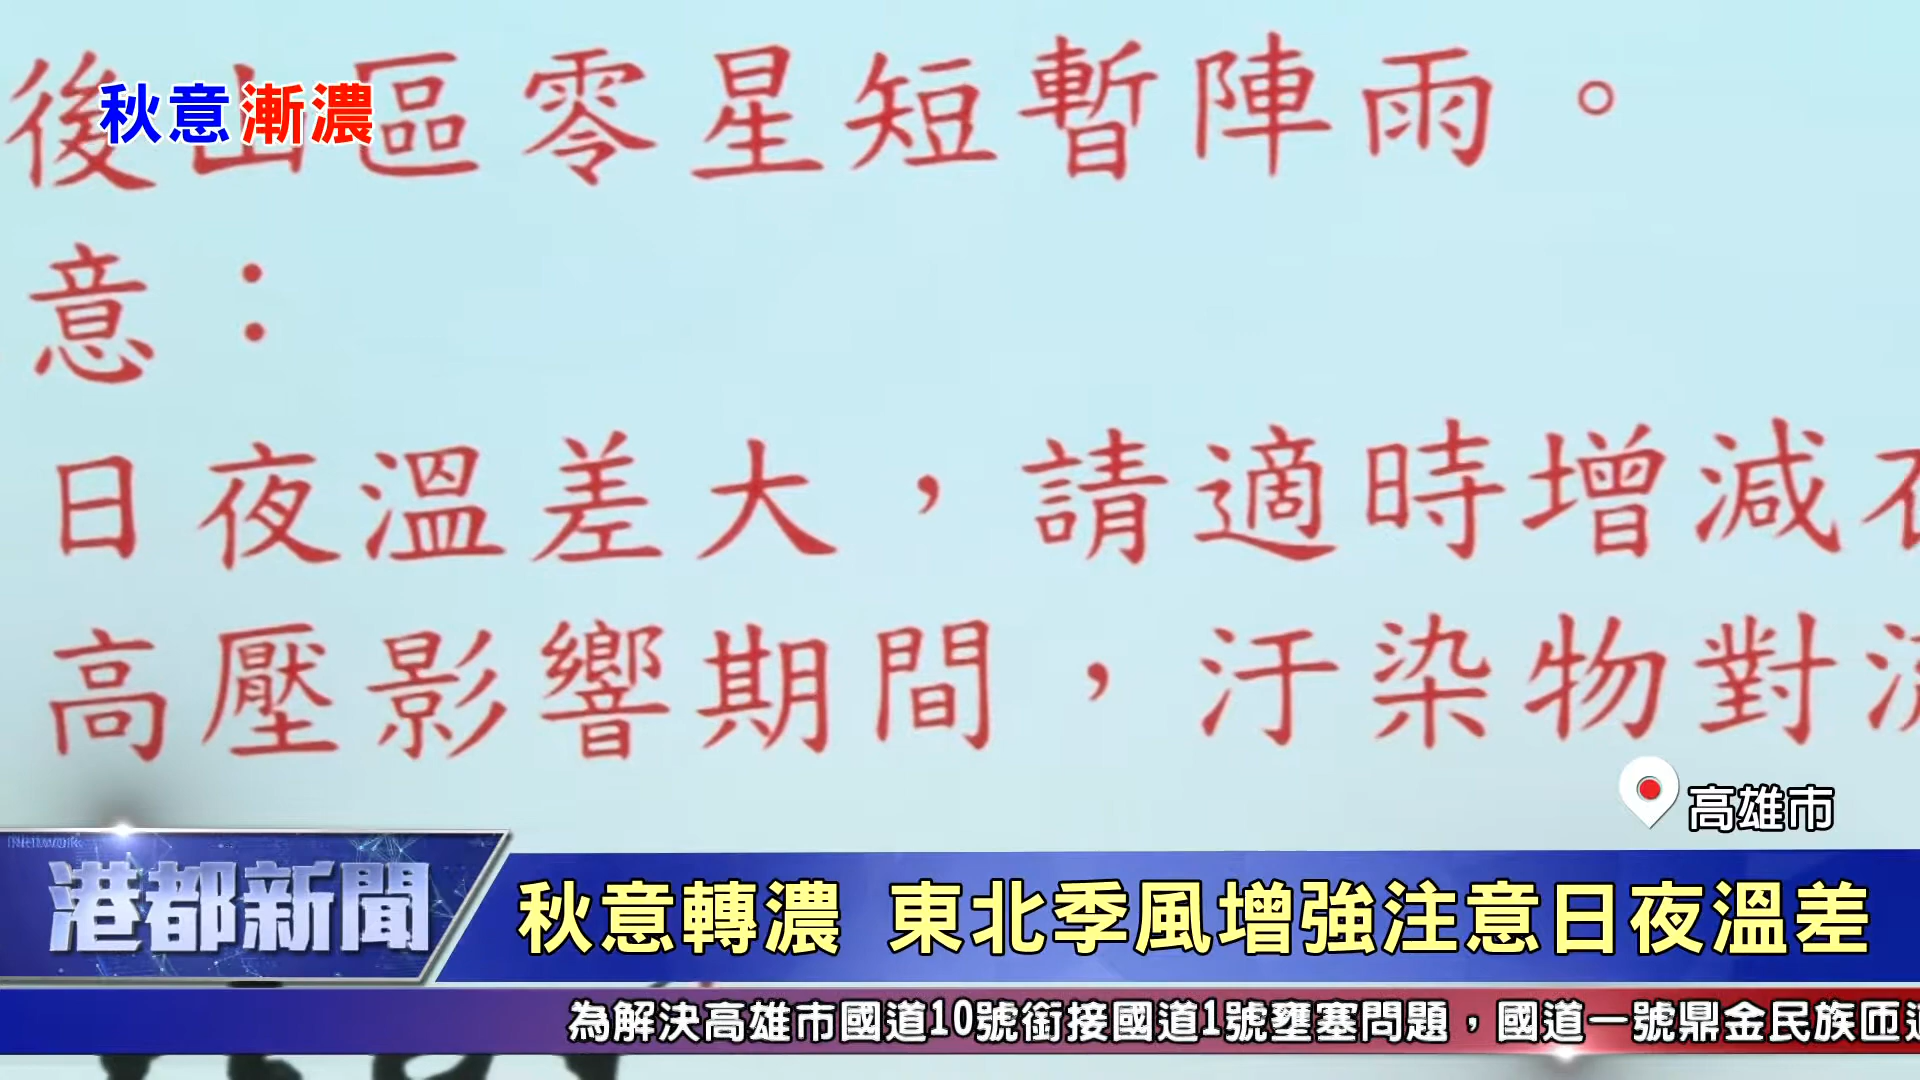 後山區零星短暫陣雨。
秋意漸濃
意：
日夜溫差大，請適時增減
高壓影響期間，汙染物對
高雄市
港都新聞
秋意轉濃 東北季風增強注意日夜溫差
為解決高雄市國道10號銜接國道1號壅塞問題，國道一號鼎金民族匝道